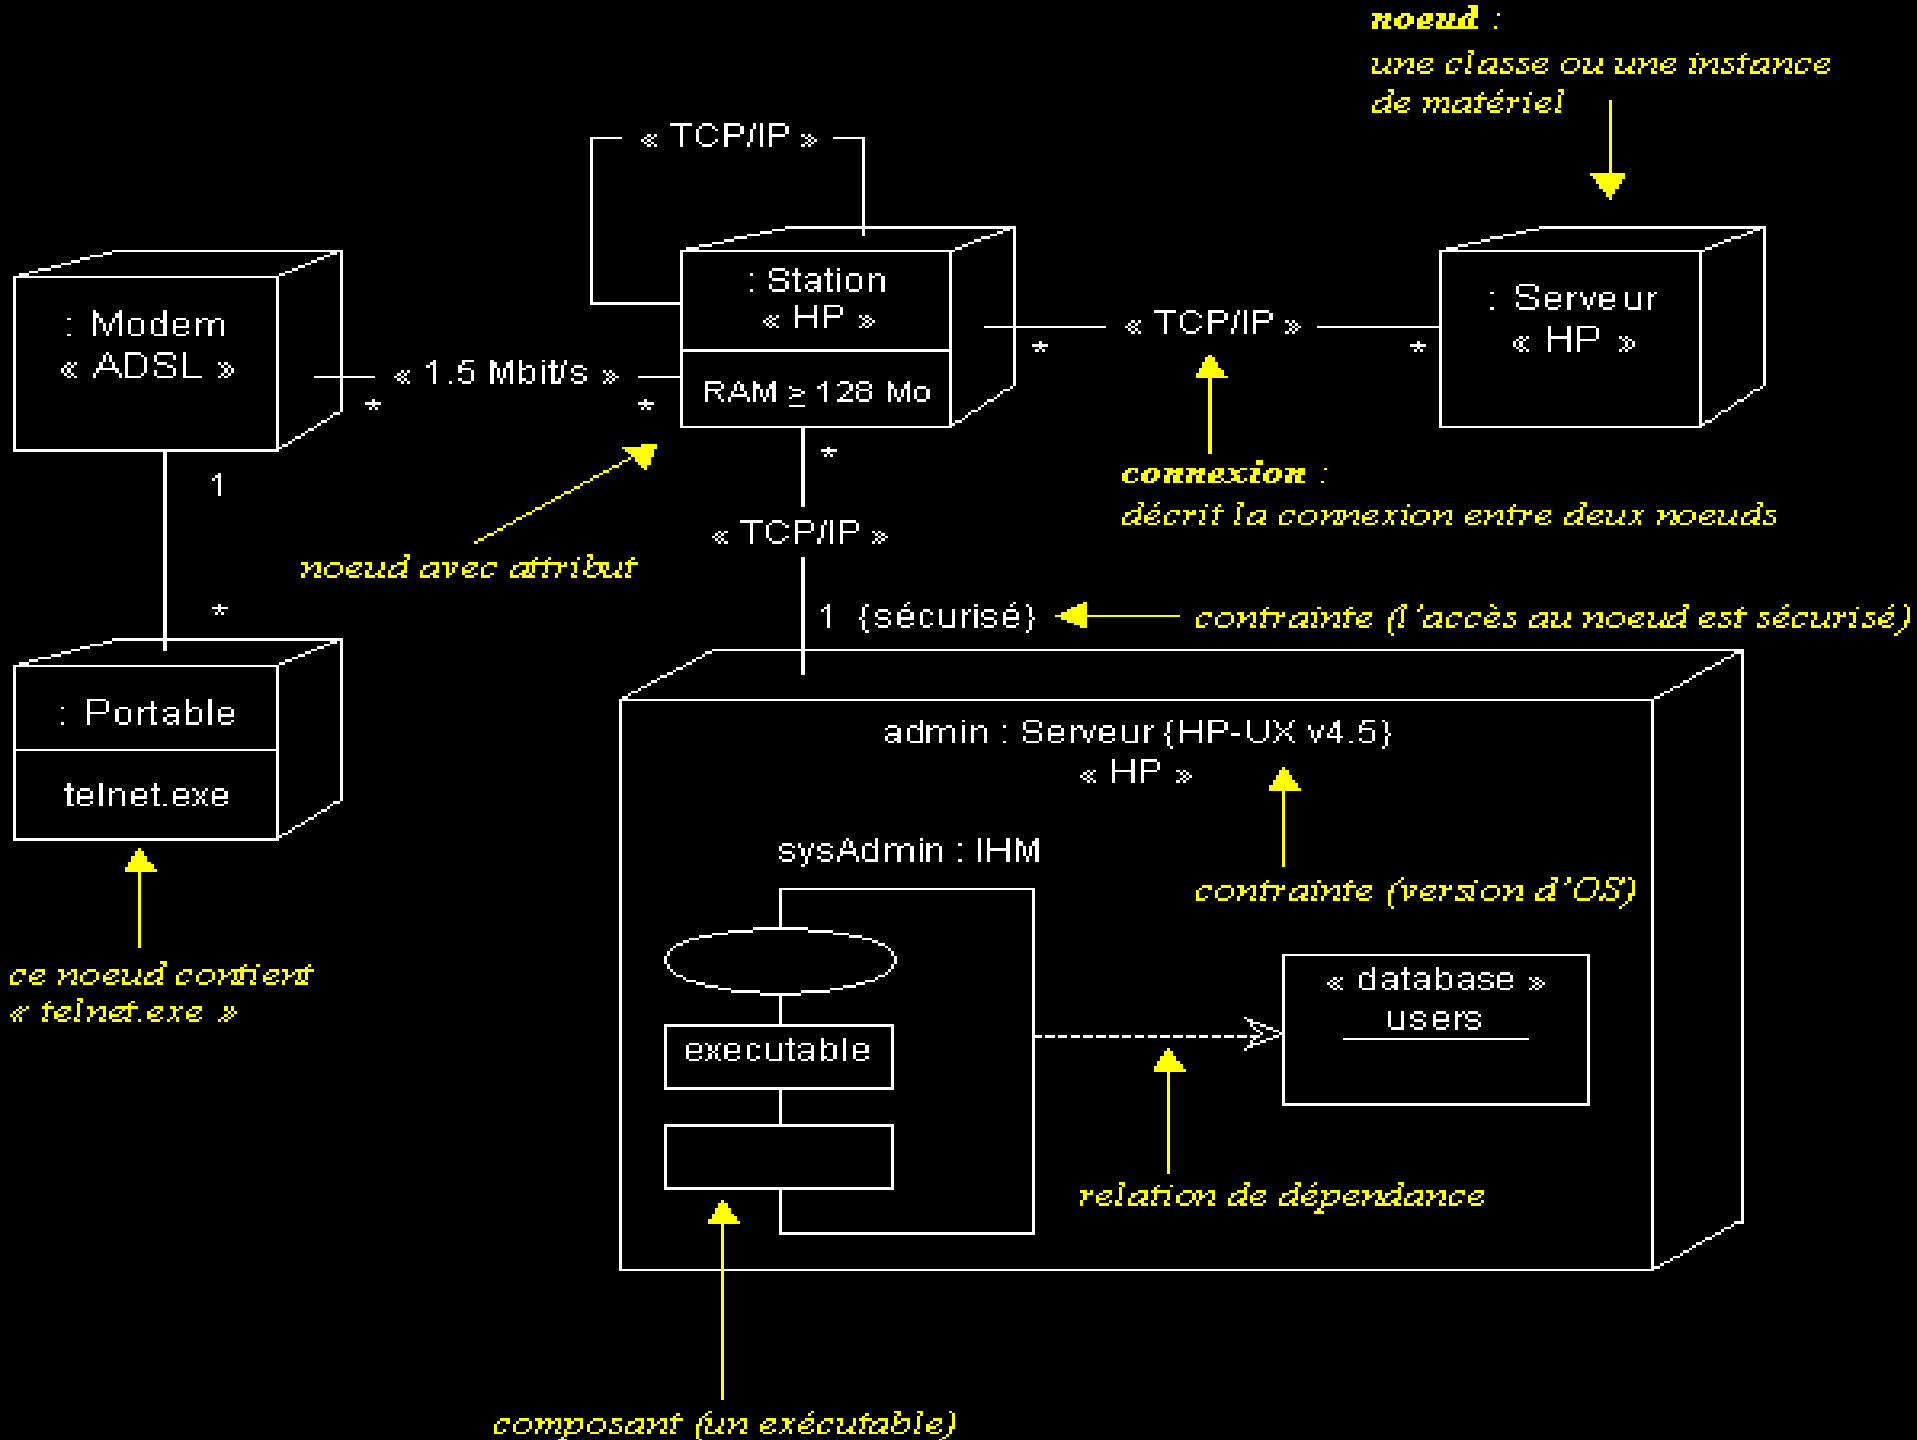 noeud :
une classe ou une instance
de matériel
« TCP/IP »
: Modem
« ADSL »
« 1.5 Mbit/s »
*
*
: Station
« HP »
RAM ≥ 128 Mo
*
« TCP/IP »
*
: Serveur
« HP »
connexion :
décrit la connexion entre deux noeuds
noeud avec attribut
1
*
: Portable
telnet.exe
ce noeud contient
« telnet.exe »
*
« TCP/IP »
1 {sécurisé}
contrainte (l'accès au noeud est sécurisé)
admin : Serveur {HP-UX v4.5}
« HP »
contrainte (version d'OS)
sysAdmin : IHM
executable
« database »
users
relation de dépendance
composant (un exécutable)